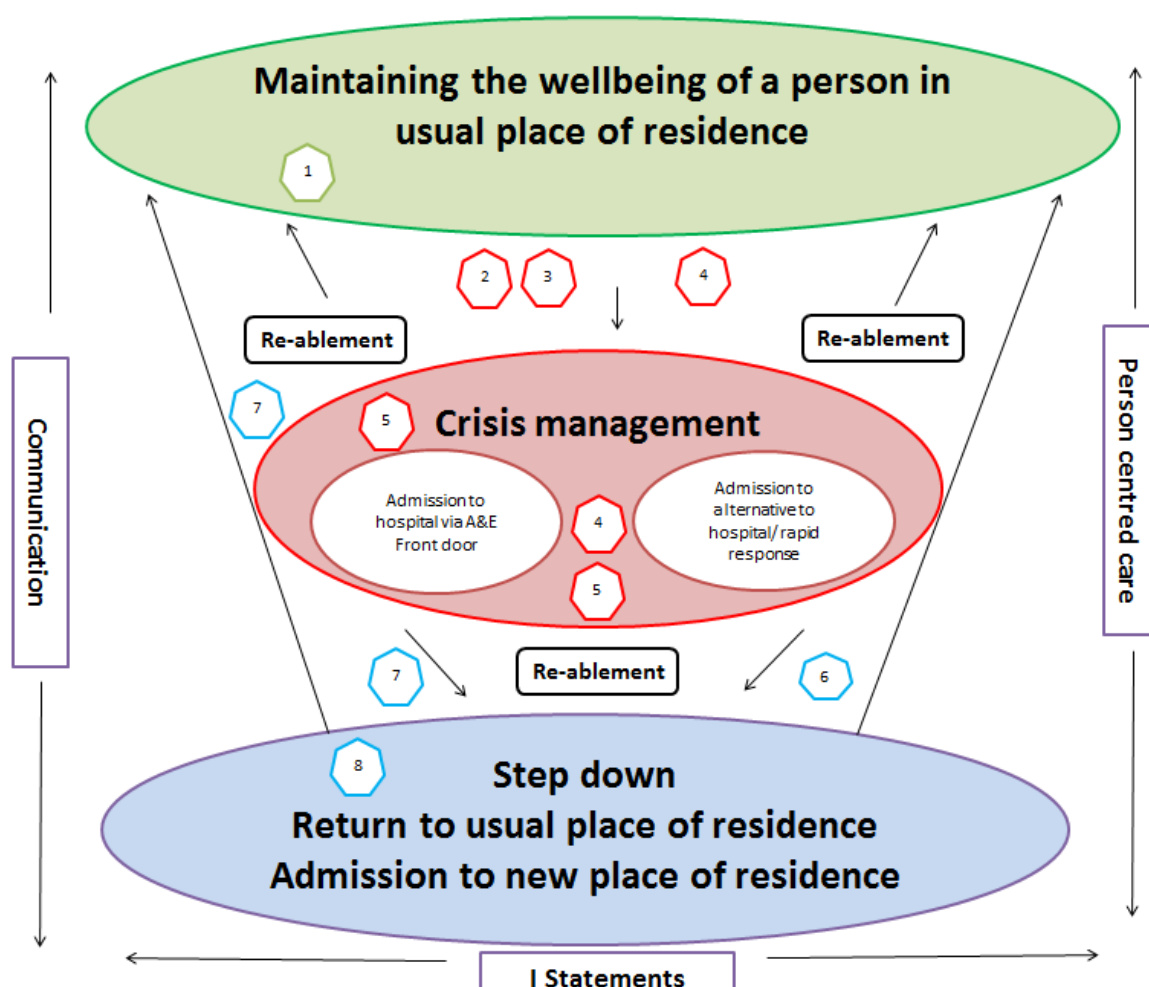 Maintaining the wellbeing of a person in
usual place of residence
1
2
3
4
Re-ablement
Re-ablement
Communication
Person centred care
7
5
Crisis management
Admission to
hospital via A&E
Front door
4
Admission to
alternative to
hospital/rapid
response
5
7
Re-ablement
6
8
Step down
Return to usual place of residence
Admission to new place of residence
I Statements